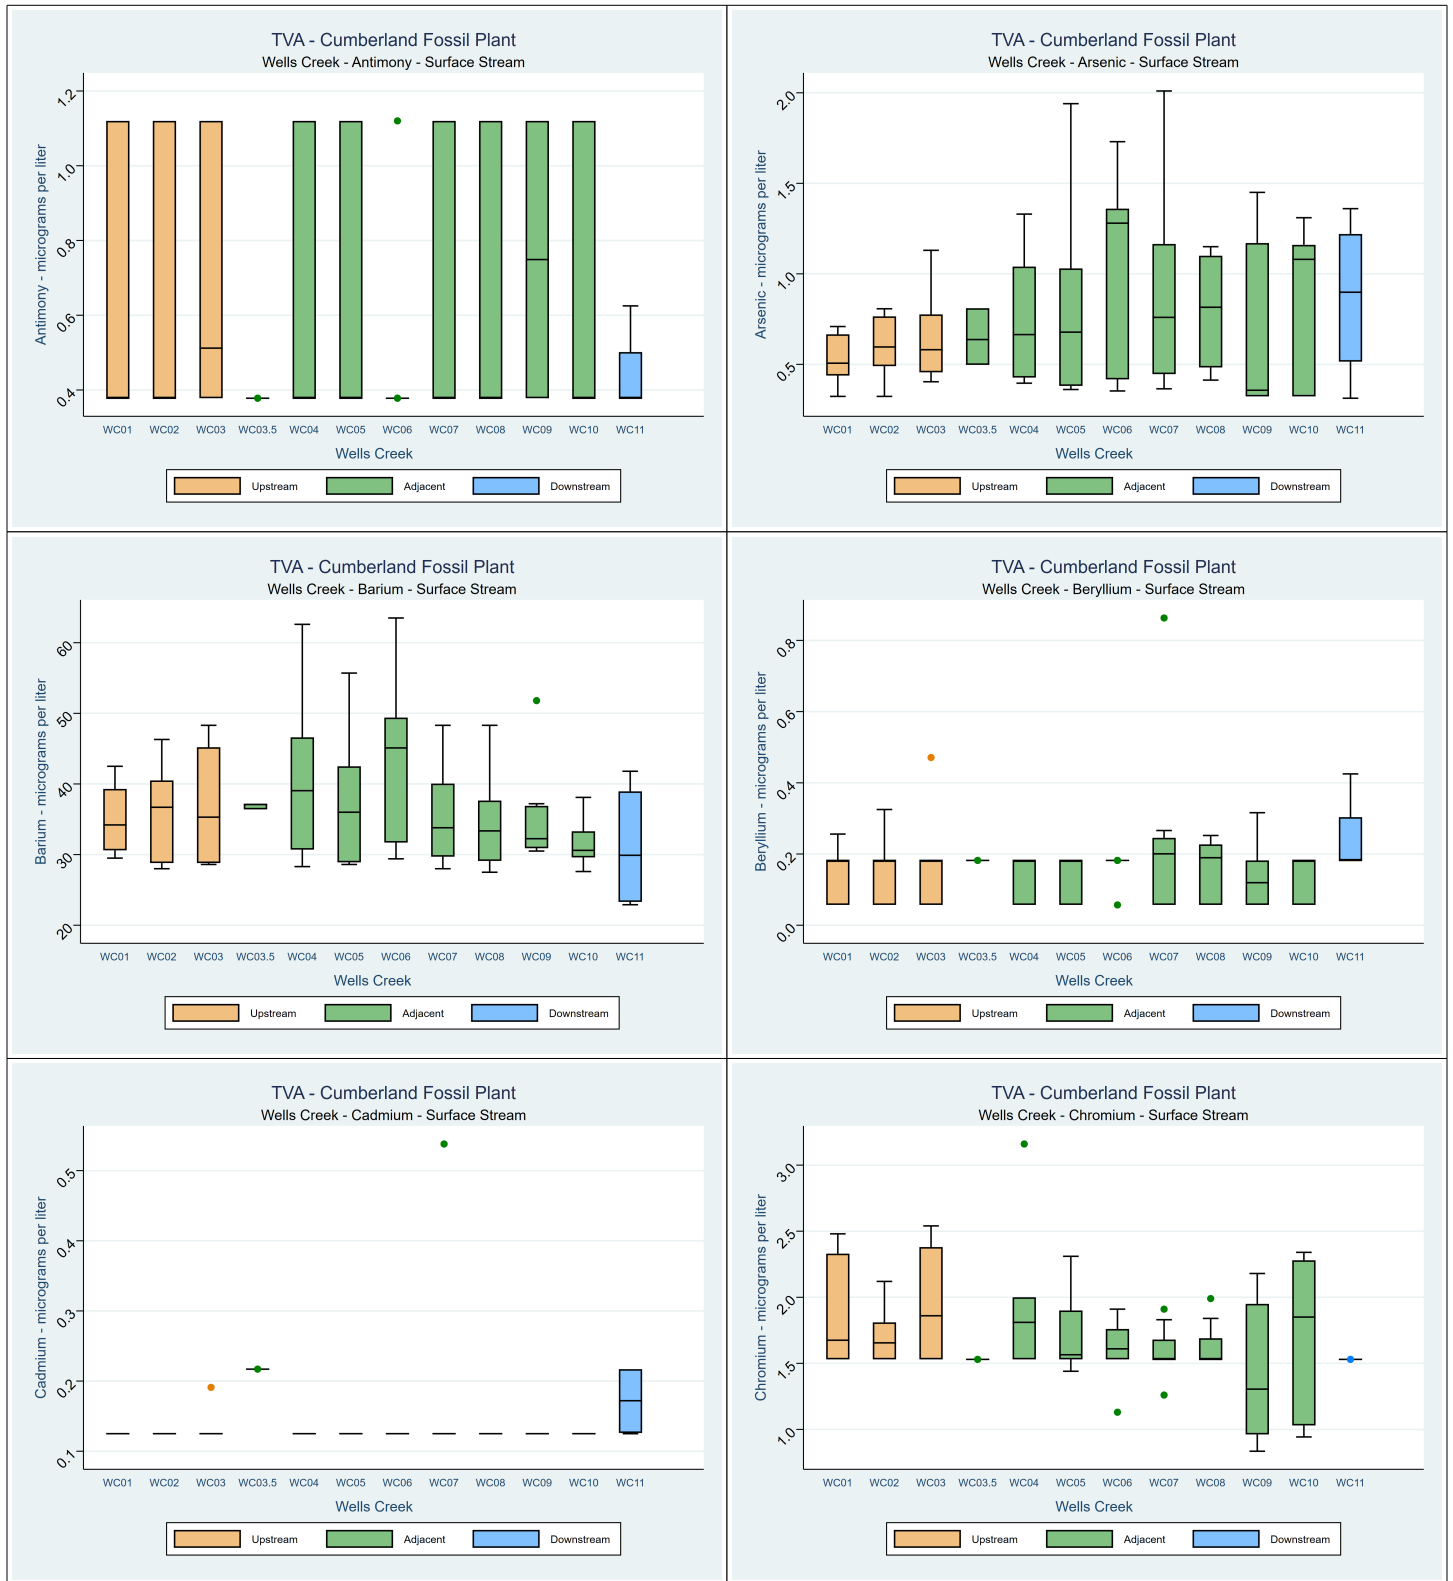 TVA - Cumberland Fossil Plant
Wells Creek - Antimony - Surface Stream
Antimony - micrograms per liter
1.2
1.0
0.8
0.6
0.4
WC01 WC02 WC03 WC03.5 WC04 WC05 WC06 WC07 WC08 WC09 WC10 WC11
Wells Creek
Upstream Adjacent Downstream
TVA - Cumberland Fossil Plant
Wells Creek - Arsenic - Surface Stream
Arsenic - micrograms per liter
2.0
1.5
1.0
0.5
WC01 WC02 WC03 WC03.5 WC04 WC05 WC06 WC07 WC08 WC09 WC10 WC11
Wells Creek
Upstream Adjacent Downstream
TVA - Cumberland Fossil Plant
Wells Creek - Barium - Surface Stream
Barium - micrograms per liter
60
50
40
30
20
WC01 WC02 WC03 WC03.5 WC04 WC05 WC06 WC07 WC08 WC09 WC10 WC11
Wells Creek
Upstream Adjacent Downstream
TVA - Cumberland Fossil Plant
Wells Creek - Beryllium - Surface Stream
Beryllium - micrograms per liter
0.8
0.6
0.4
0.2
0.0
WC01 WC02 WC03 WC03.5 WC04 WC05 WC06 WC07 WC08 WC09 WC10 WC11
Wells Creek
Upstream Adjacent Downstream
TVA - Cumberland Fossil Plant
Wells Creek - Cadmium - Surface Stream
Cadmium - micrograms per liter
0.5
0.4
0.3
0.2
0.1
WC01 WC02 WC03 WC03.5 WC04 WC05 WC06 WC07 WC08 WC09 WC10 WC11
Wells Creek
Upstream Adjacent Downstream
TVA - Cumberland Fossil Plant
Wells Creek - Chromium - Surface Stream
Chromium - micrograms per liter
3.0
2.5
2.0
1.5
1.0
WC01 WC02 WC03 WC03.5 WC04 WC05 WC06 WC07 WC08 WC09 WC10 WC11
Wells Creek
Upstream Adjacent Downstream